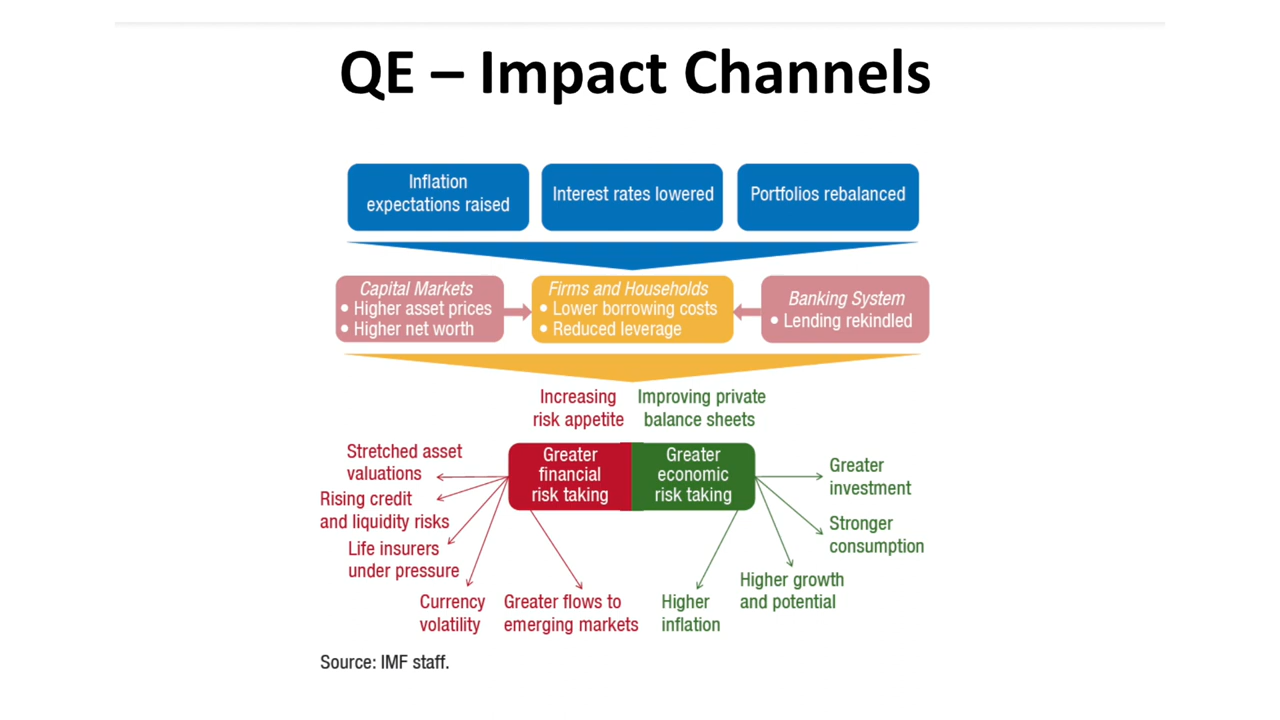 QE – Impact Channels
Inflation
expectations raised
Interest rates lowered
Portfolios rebalanced
Capital Markets
• Higher asset prices
• Higher net worth
Firms and Households
• Lower borrowing costs
• Reduced leverage
Banking System
• Lending rekindled
Increasing
risk appetite
Improving private
balance sheets
Greater
financial
risk taking
Greater
economic
risk taking
Stretched asset
valuations
Rising credit
and liquidity risks
Life insurers
under pressure
Currency
volatility
Greater flows to
emerging markets
Higher
inflation
Higher growth
and potential
Stronger
consumption
Greater
investment
Source: IMF staff.